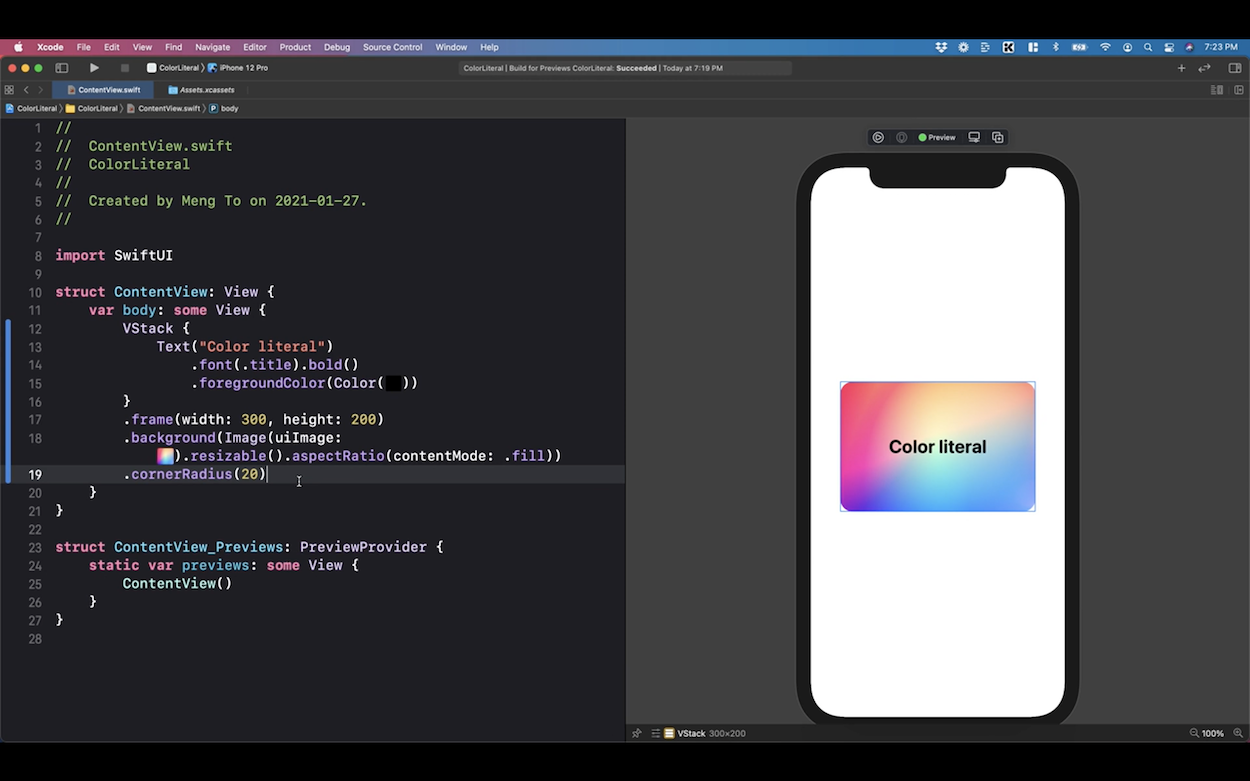 Xcode File Edit View Find Navigate Editor Product Debug Source Control Window Help 7:23 PM
ColorLiteral 〉 iPhone 12 Pro ColorLiteral | Build for Previews ColorLiteral: Succeeded | Today at 7:19 PM
ContentView.swift Assets.xcassets
ColorLiteral 〉 ColorLiteral 〉 ContentView.swift 〉 P body
1 //
2 //  ContentView.swift
3 //  ColorLiteral
4 //
5 //  Created by Meng To on 2021-01-27.
6 //
7
8 import SwiftUI
9
10 struct ContentView: View {
11     var body: some View {
12         VStack {
13             Text("Color literal")
14                 .font(.title).bold()
15                 .foregroundColor(Color( ))
16         }
17         .frame(width: 300, height: 200)
18         .background(Image(uiImage:
            ).resizable().aspectRatio(contentMode: .fill))
19         .cornerRadius(20)
20     }
21 }
22
23 struct ContentView_Previews: PreviewProvider {
24     static var previews: some View {
25         ContentView()
26     }
27 }
28
Preview
Color literal
VStack 300×200 100%